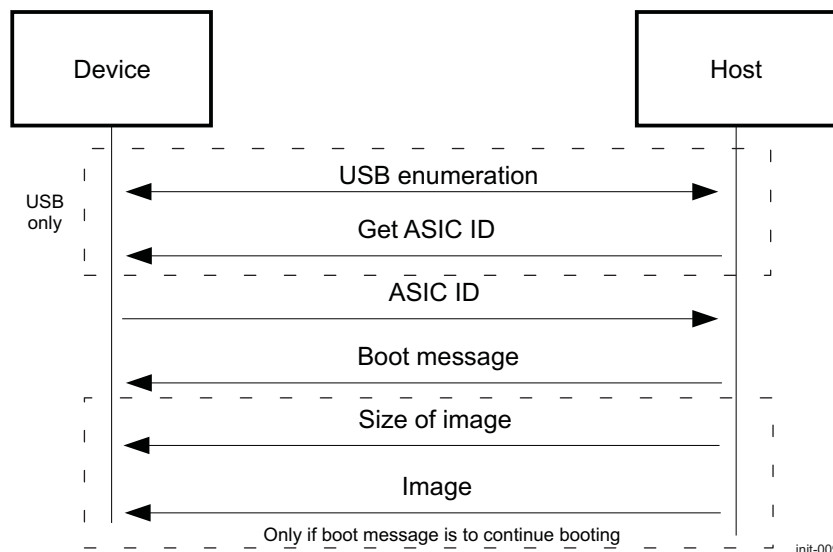 Device
Host
USB enumeration
USB
only
Get ASIC ID
ASIC ID
Boot message
Size of image
Image
Only if boot message is to continue booting